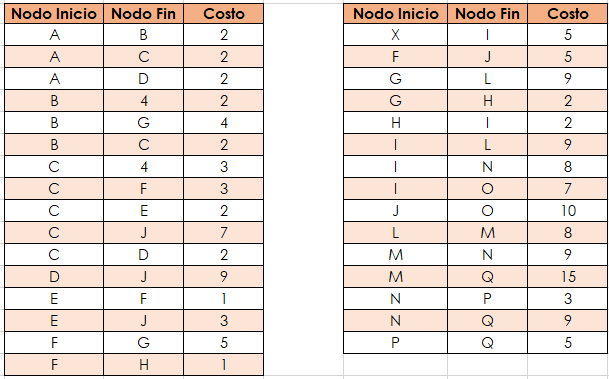 Nodo Inicio Nodo Fin Costo
A B 2
A C 2
A D 2
B 4 2
B G 4
B C 2
C 4 3
C F 3
C E 2
C J 7
C D 2
D J 9
E F 1
E J 3
F G 5
F H 1
Nodo Inicio Nodo Fin Costo
X I 5
F J 5
G L 9
G H 2
H I 2
I L 9
I N 8
I O 7
J O 10
L M 8
M N 9
M Q 15
N P 3
N Q 9
P Q 5